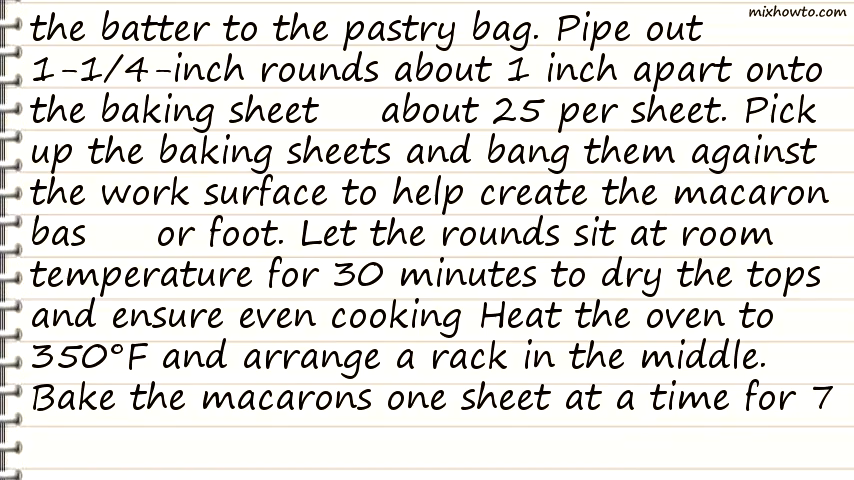 mixhowto.com
the batter to the pastry bag. Pipe out
1-1/4-inch rounds about 1 inch apart onto
the baking sheet about 25 per sheet. Pick
up the baking sheets and bang them against
the work surface to help create the macaron
bas or foot. Let the rounds sit at room
temperature for 30 minutes to dry the tops
and ensure even cooking Heat the oven to
350°F and arrange a rack in the middle.
Bake the macarons one sheet at a time for 7